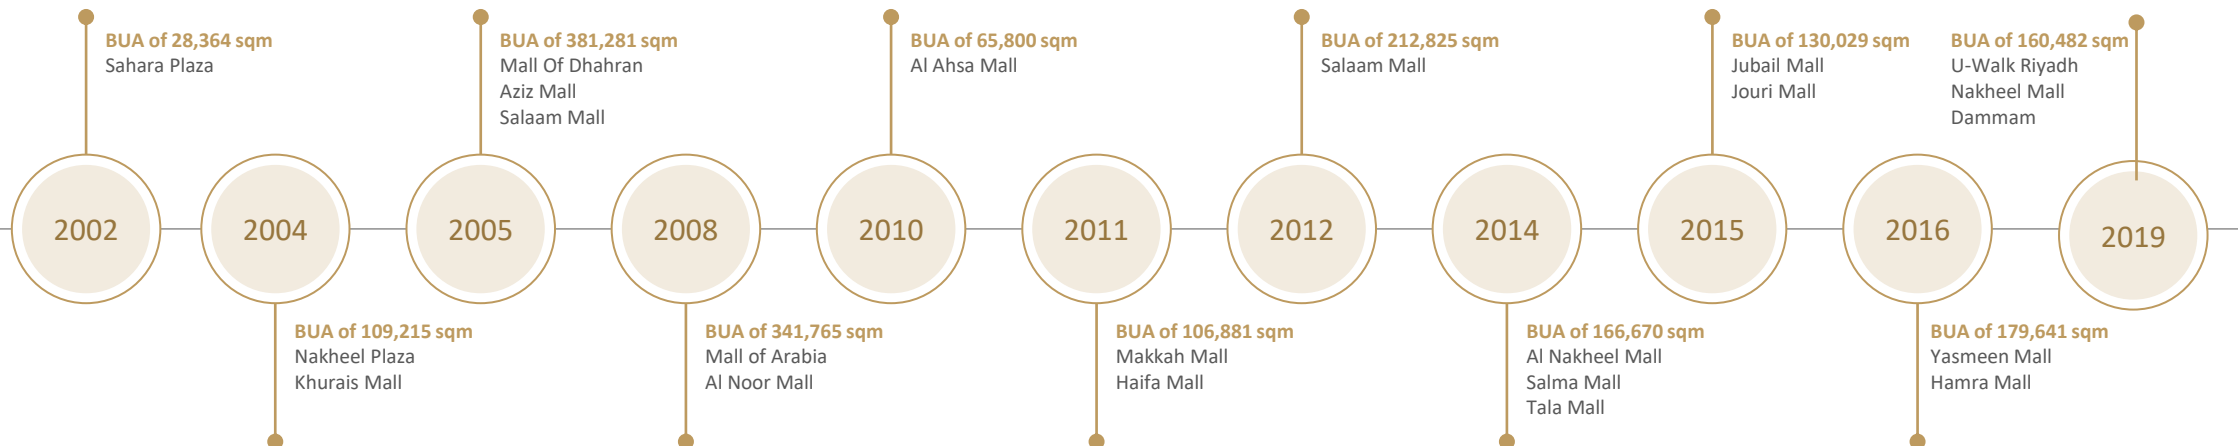 BUA of 28,364 sqm
Sahara Plaza
BUA of 381,281 sqm
Mall Of Dhahran
Aziz Mall
Salaam Mall
BUA of 65,800 sqm
Al Ahsa Mall
BUA of 212,825 sqm
Salaam Mall
BUA of 130,029 sqm
Jubail Mall
Jouri Mall
BUA of 160,482 sqm
U-Walk Riyadh
Nakheel Mall
Dammam
2002
2004
2005
2008
2010
2011
2012
2014
2015
2016
2019
BUA of 109,215 sqm
Nakheel Plaza
Khurais Mall
BUA of 341,765 sqm
Mall of Arabia
Al Noor Mall
BUA of 106,881 sqm
Makkah Mall
Haifa Mall
BUA of 166,670 sqm
Al Nakheel Mall
Salma Mall
Tala Mall
BUA of 179,641 sqm
Yasmeen Mall
Hamra Mall